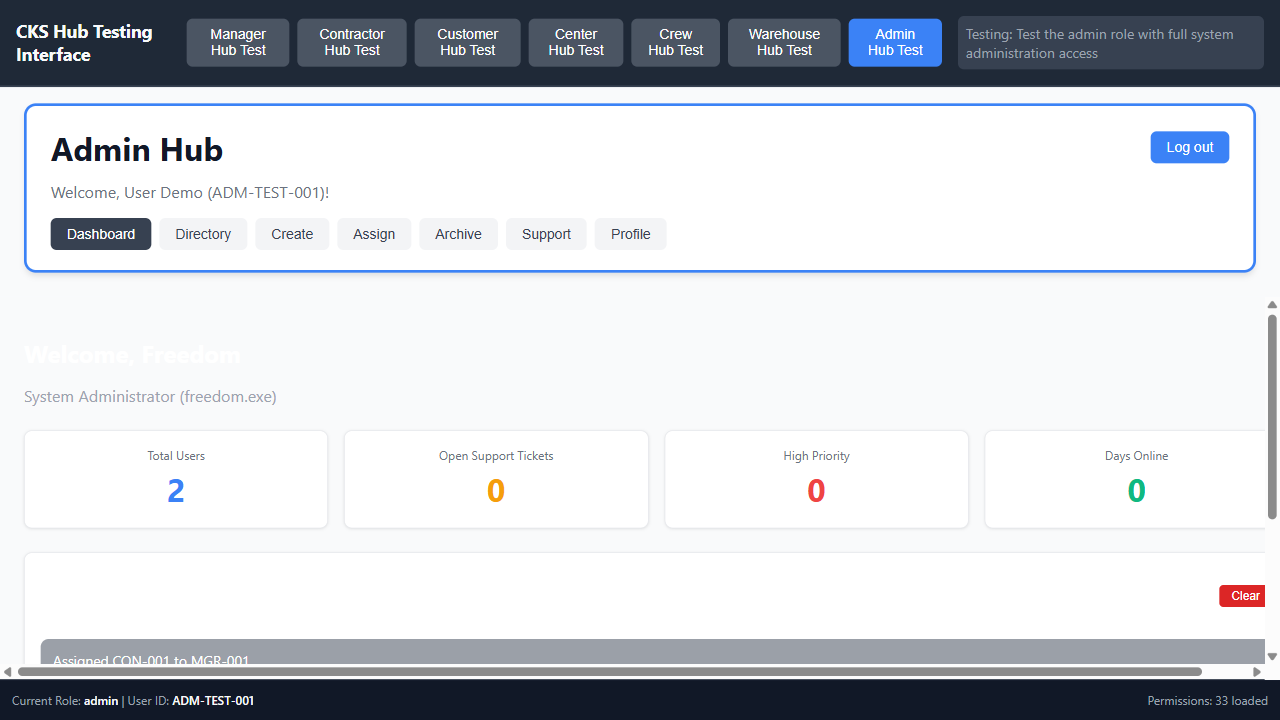 CKS Hub Testing
Interface
Manager
Hub Test
Contractor
Hub Test
Customer
Hub Test
Center
Hub Test
Crew
Hub Test
Warehouse
Hub Test
Admin
Hub Test
Testing: Test the admin role with full system
administration access
Admin Hub
Log out
Welcome, User Demo (ADM-TEST-001)!
Dashboard
Directory
Create
Assign
Archive
Support
Profile
Welcome, Freedom
System Administrator (freedom.exe)
Total Users
2
Open Support Tickets
0
High Priority
0
Days Online
0
Clear
Assigned CON-001 to MGR-001
Current Role: admin | User ID: ADM-TEST-001
Permissions: 33 loaded